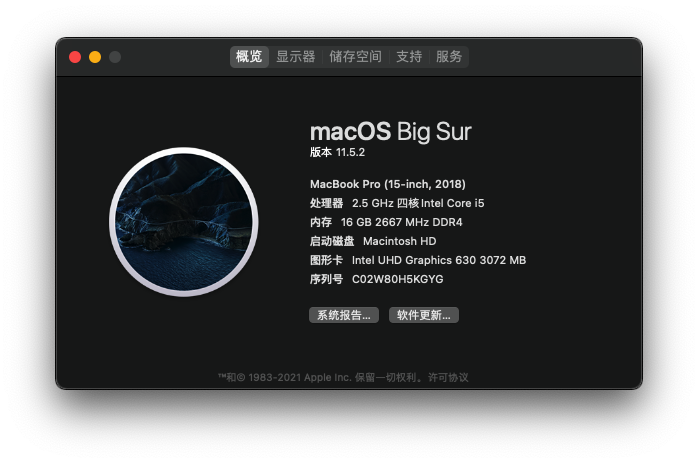 概览 显示器 储存空间 支持 服务
macOS Big Sur
版本 11.5.2
MacBook Pro (15-inch, 2018)
处理器 2.5 GHz 四核Intel Core i5
内存 16 GB 2667 MHz DDR4
启动磁盘 Macintosh HD
图形卡 Intel UHD Graphics 630 3072 MB
序列号 C02W80H5KGYG
系统报告... 软件更新...
™和© 1983-2021 Apple Inc. 保留一切权利。许可协议